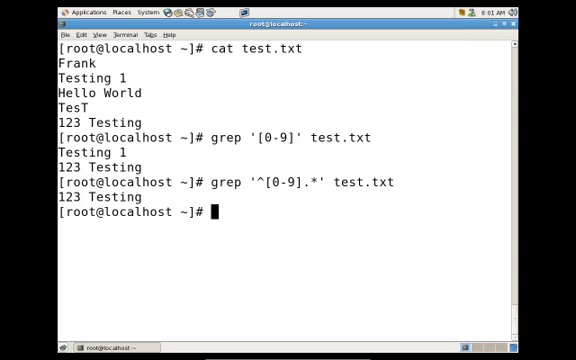 Applications Places System 8:01 AM
root@localhost:~
File Edit View Terminal Tabs Help
[root@localhost ~]# cat test.txt
Frank
Testing 1
Hello World
TesT
123 Testing
[root@localhost ~]# grep '[0-9]' test.txt
Testing 1
123 Testing
[root@localhost ~]# grep '^[0-9].*' test.txt
123 Testing
[root@localhost ~]#
root@localhost:~